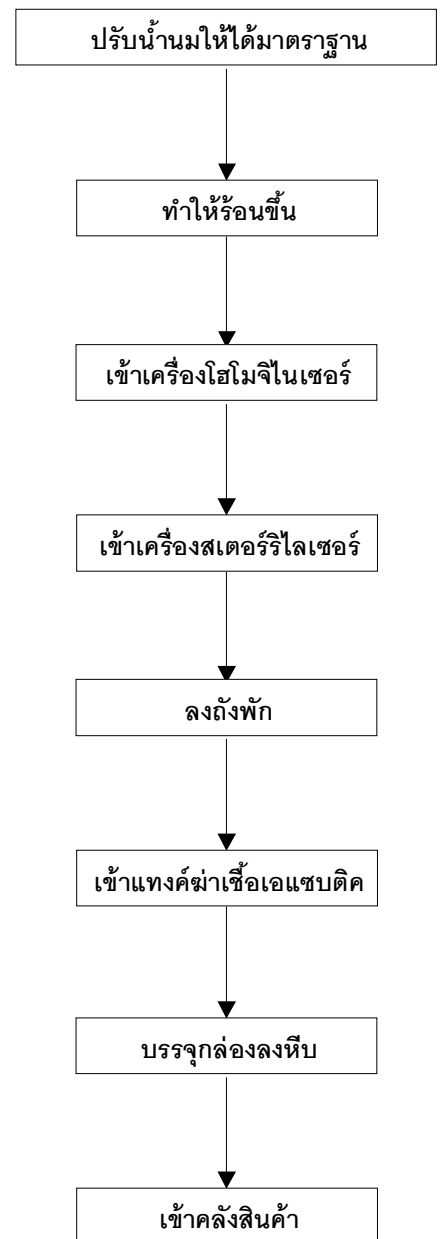 ปรับน้ำนมให้ได้มาตราฐาน
ทำให้ร้อนขึ้น
เข้าเครื่องโฮโมจิไนเซอร์
เข้าเครื่องสเตอร์ริไลเซอร์
ลงถังพัก
เข้าแทงค์ฆ่าเชื้อเอแซบติค
บรรจุกล่องลงหีบ
เข้าคลังสินค้า